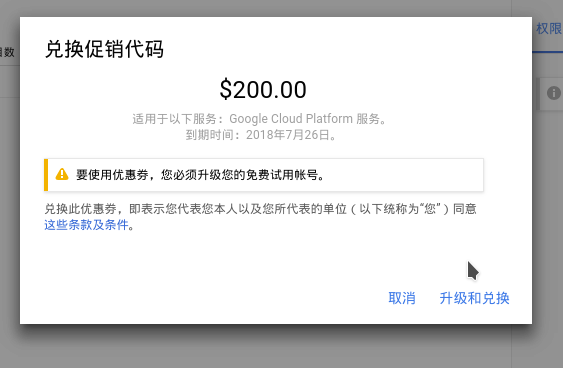 兑换促销代码
$200.00
适用于以下服务：Google Cloud Platform 服务。
到期时间：2018年7月26日。
要使用优惠券，您必须升级您的免费试用帐号。
兑换此优惠券，即表示您代表您本人以及您所代表的单位（以下统称为“您”）同意
这些条款及条件。
取消 升级和兑换
权限
目数